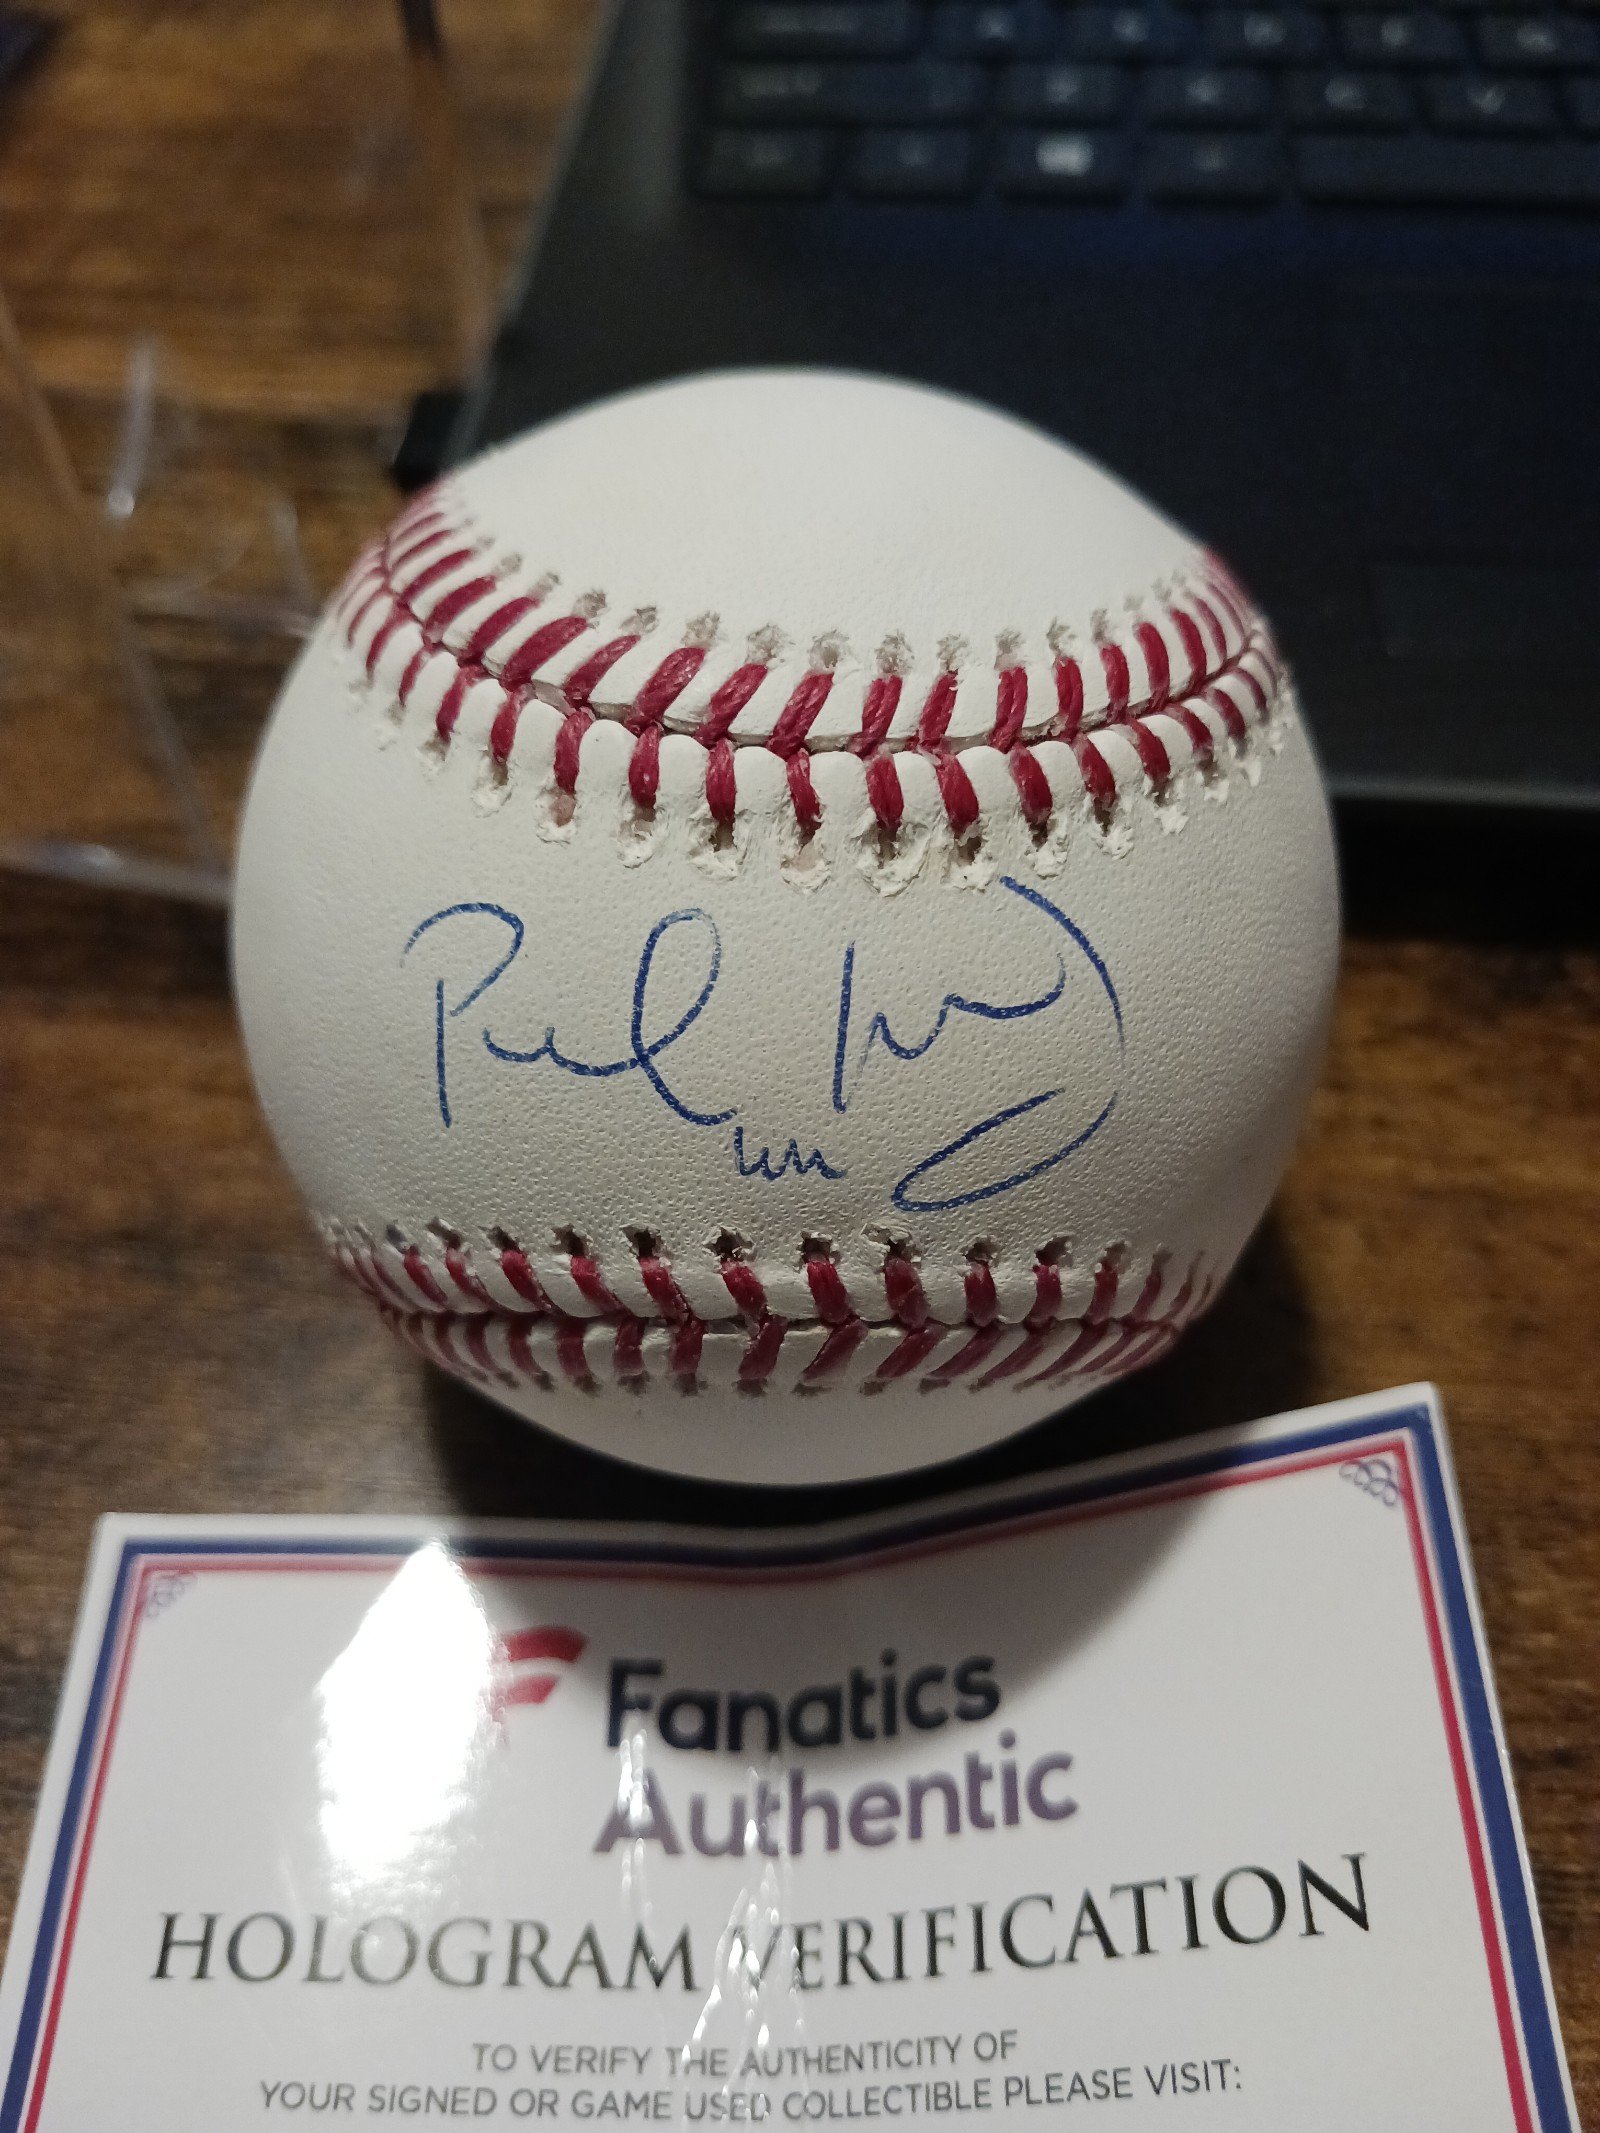 Fanatics
Authentic
HOLOGRAM VERIFICATION
TO VERIFY THE AUTHENTICITY OF
YOUR SIGNED OR GAME USED COLLECTIBLE PLEASE VISIT: